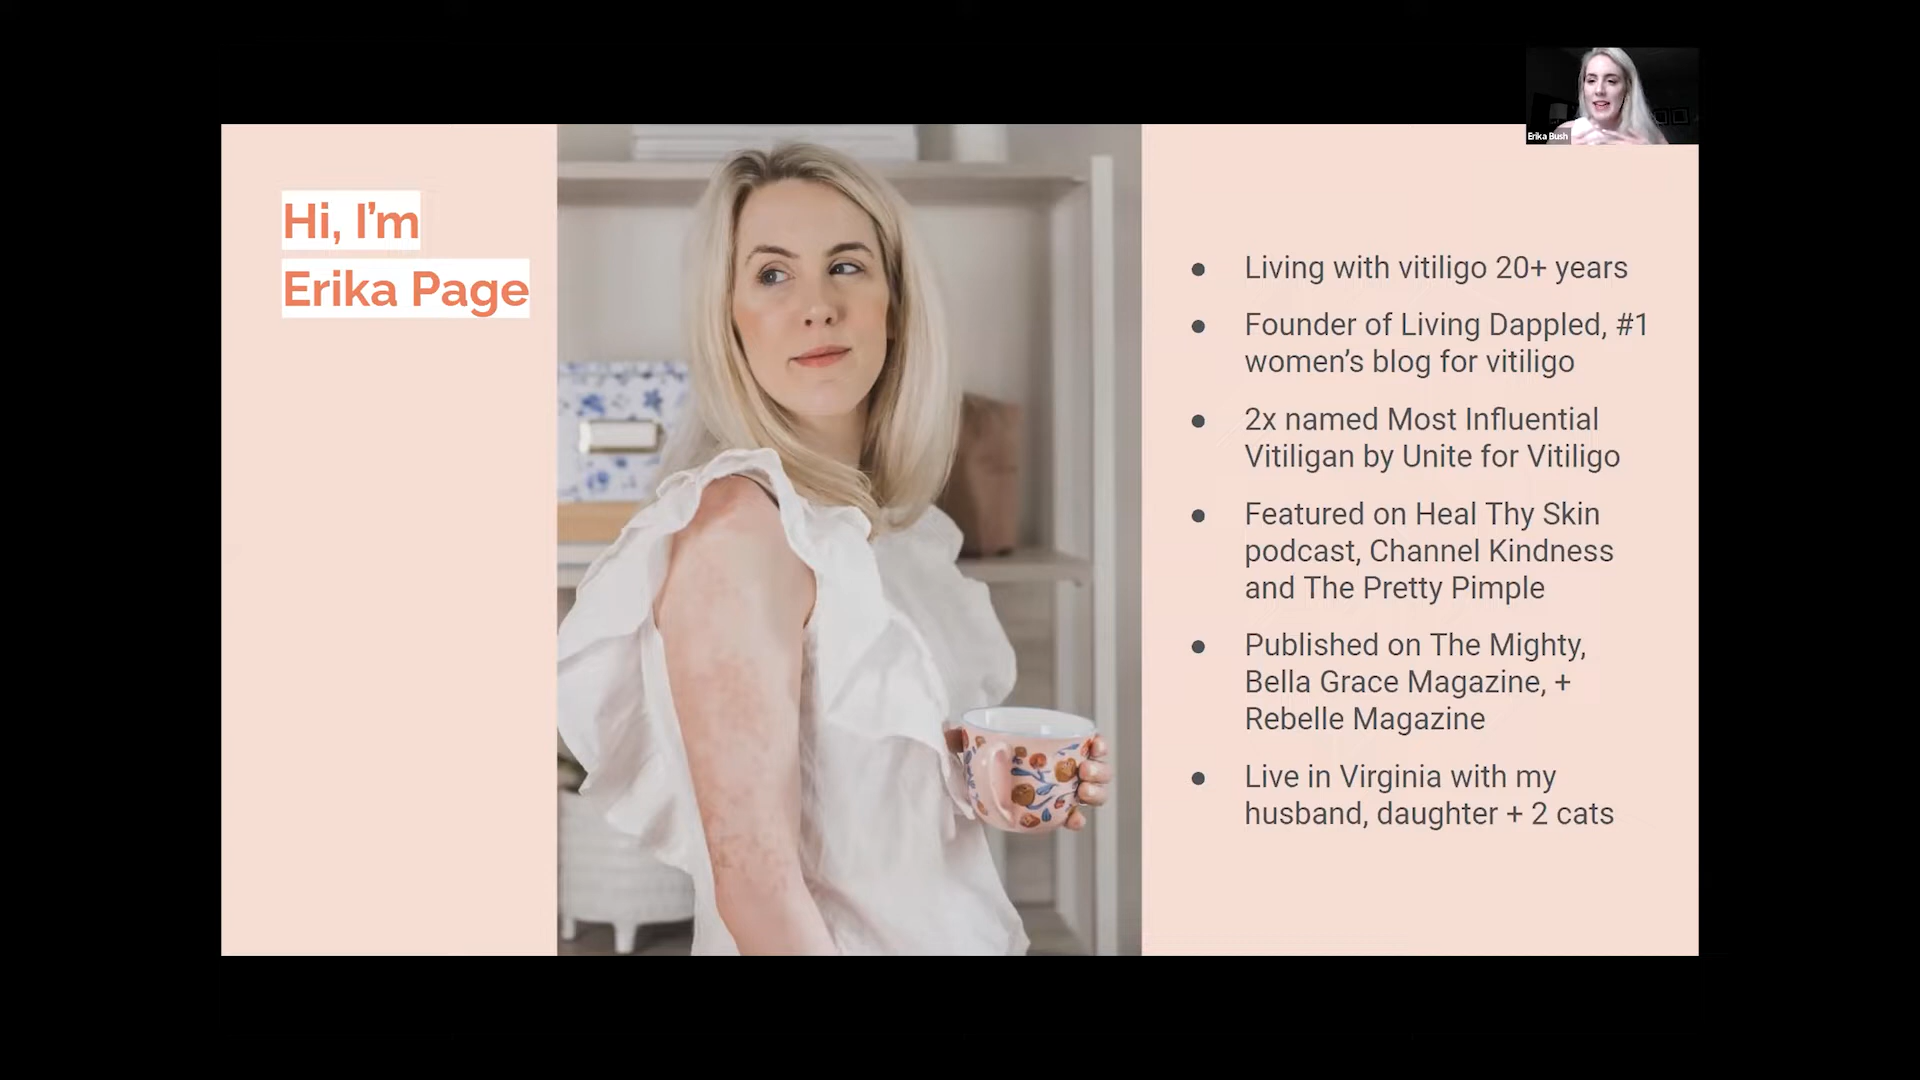 Erika Bush
Hi, I'm
Erika Page
● Living with vitiligo 20+ years
● Founder of Living Dappled, #1
women's blog for vitiligo
● 2x named Most Influential
Vitiligan by Unite for Vitiligo
● Featured on Heal Thy Skin
podcast, Channel Kindness
and The Pretty Pimple
● Published on The Mighty,
Bella Grace Magazine, +
Rebelle Magazine
● Live in Virginia with my
husband, daughter + 2 cats